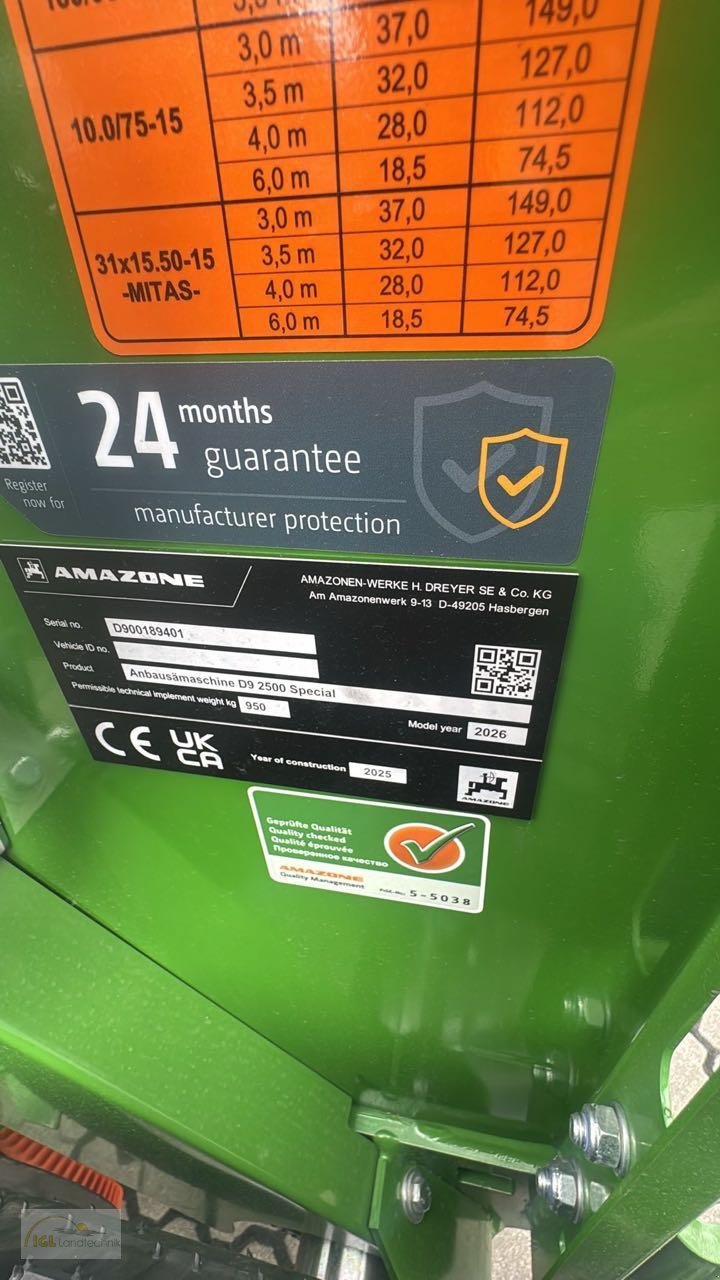 3,0 m 37,0 149,0
10.0/75-15
3,5 m 32,0 127,0
4,0 m 28,0 112,0
6,0 m 18,5 74,5
3,0 m 37,0 149,0
31x15.50-15
-MITAS-
3,5 m 32,0 127,0
4,0 m 28,0 112,0
6,0 m 18,5 74,5
24 months
guarantee
Register
now for
manufacturer protection
AMAZONE
AMAZONEN-WERKE H. DREYER SE & Co. KG
Am Amazonenwerk 9-13 D-49205 Hasbergen
Serial no. D900189401
Vehicle ID no.
Product Anbausämaschine D9 2500 Special
Permissible technical implement weight kg 950
Model year 2026
CE UK
CA
Year of construction 2025
AMAZONE
Geprüfte Qualität
Quality checked
Qualité éprouvée
Проверенное качество
AMAZONE
Quality Management
5-5038
IGL Landtechnik